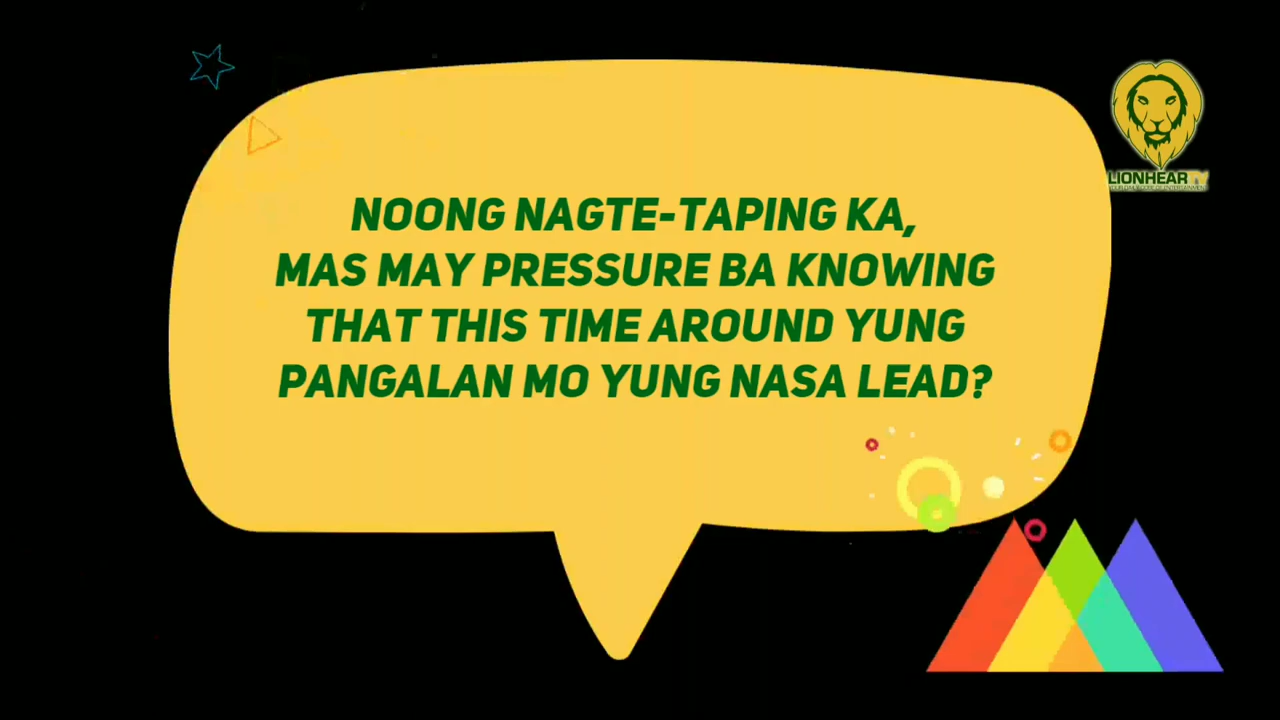 NOONG NAGTE-TAPING KA,
MAS MAY PRESSURE BA KNOWING
THAT THIS TIME AROUND YUNG
PANGALAN MO YUNG NASA LEAD?
LIONHEARTV